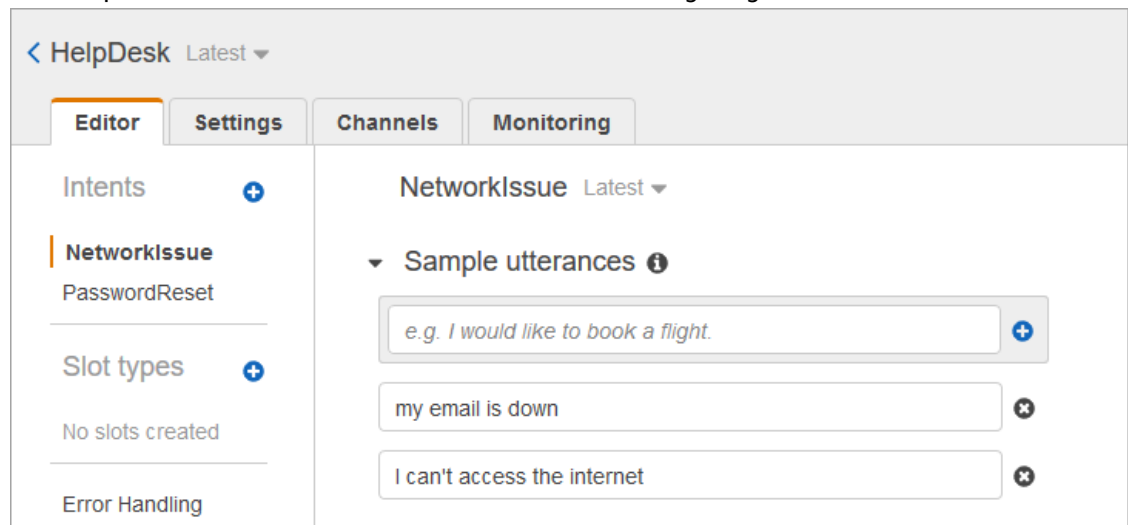 HelpDesk Latest
Editor Settings Channels Monitoring
Intents
NetworkIssue
PasswordReset
Slot types
No slots created
Error Handling
NetworkIssue Latest
Sample utterances
e.g. I would like to book a flight.
my email is down
I can't access the internet